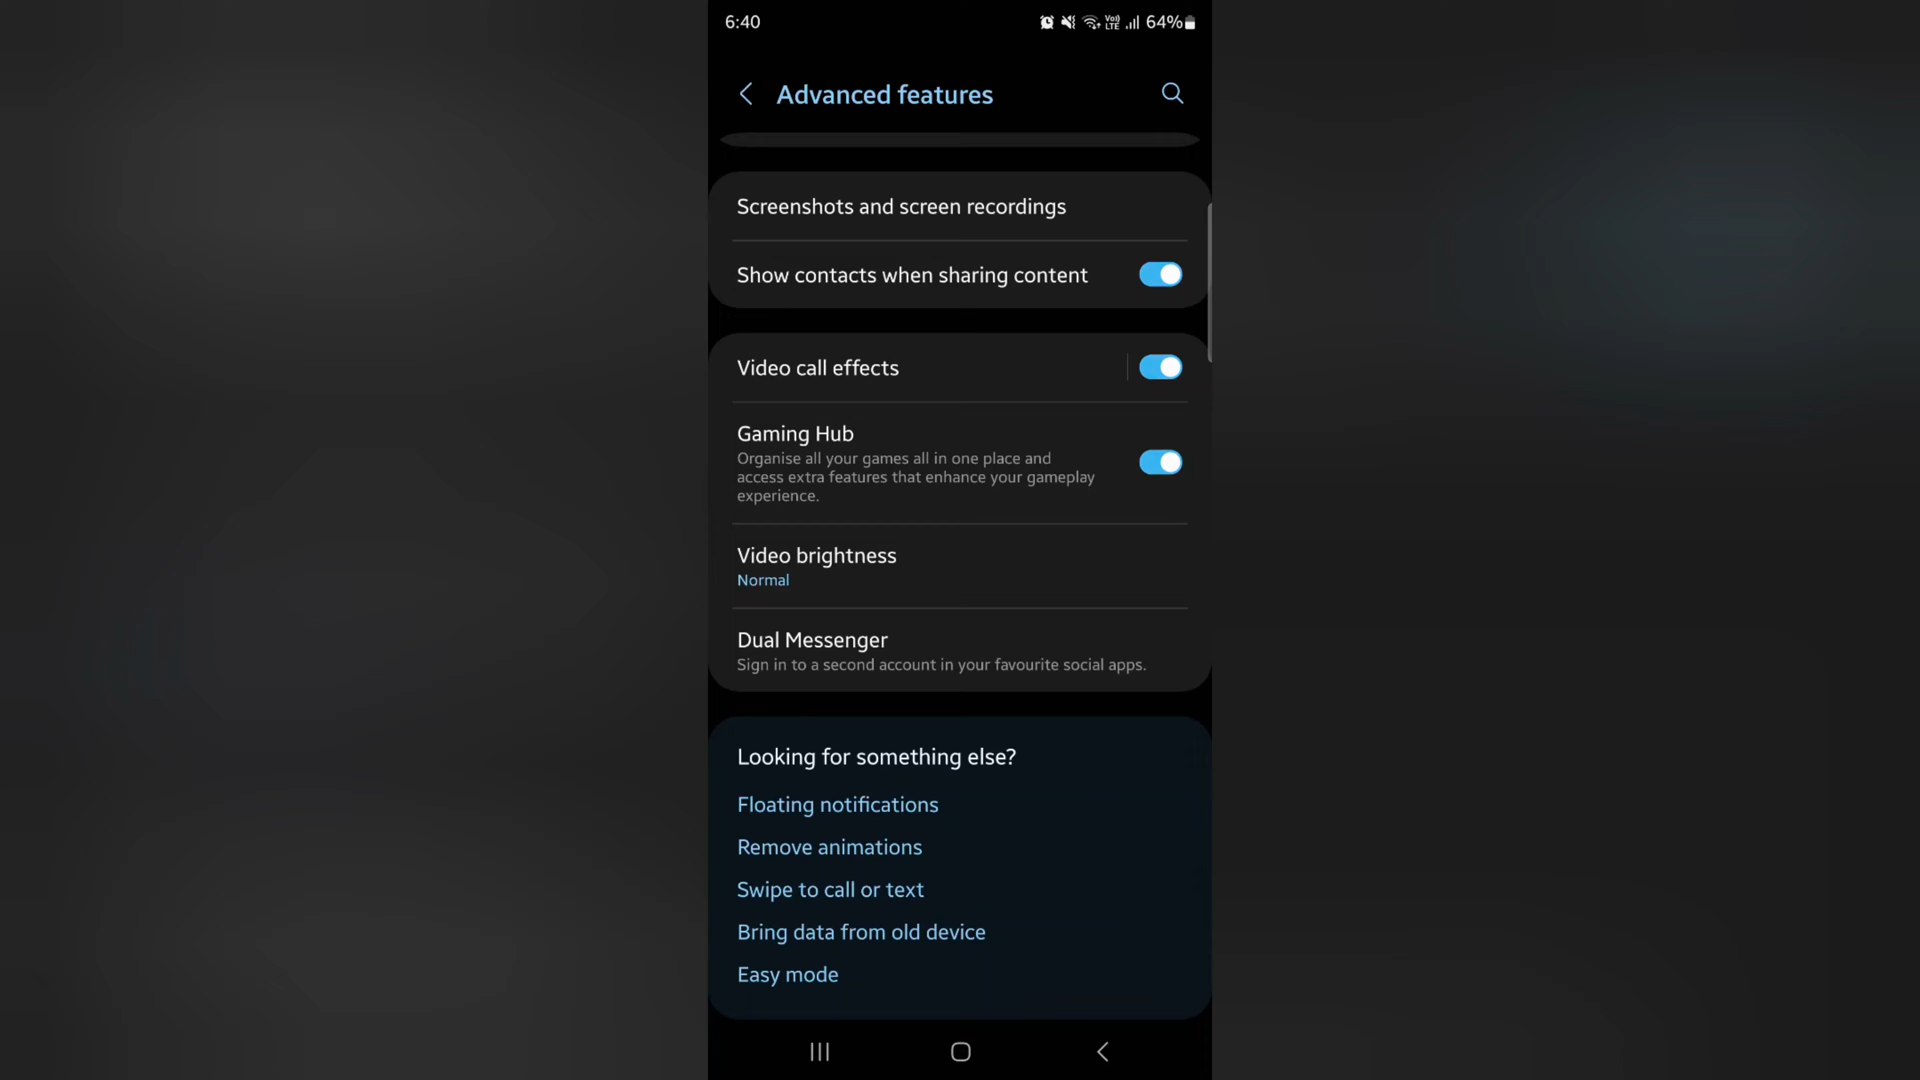 6:40
Vo) LTE 64%
Advanced features
Screenshots and screen recordings
Show contacts when sharing content
Video call effects
Gaming Hub
Organise all your games all in one place and
access extra features that enhance your gameplay
experience.
Video brightness
Normal
Dual Messenger
Sign in to a second account in your favourite social apps.
Looking for something else?
Floating notifications
Remove animations
Swipe to call or text
Bring data from old device
Easy mode